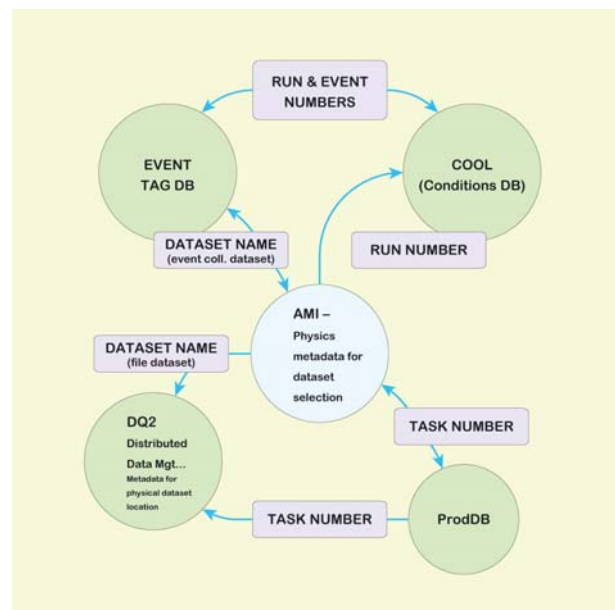 RUN & EVENT
NUMBERS
EVENT
TAG DB
COOL
(Conditions DB)
DATASET NAME
(event coll. dataset)
RUN NUMBER
AMI –
Physics
metadata for
dataset
selection
DATASET NAME
(file dataset)
DQ2
Distributed
Data Mgt...
Metadata for
physical dataset
location
TASK NUMBER
TASK NUMBER
ProdDB